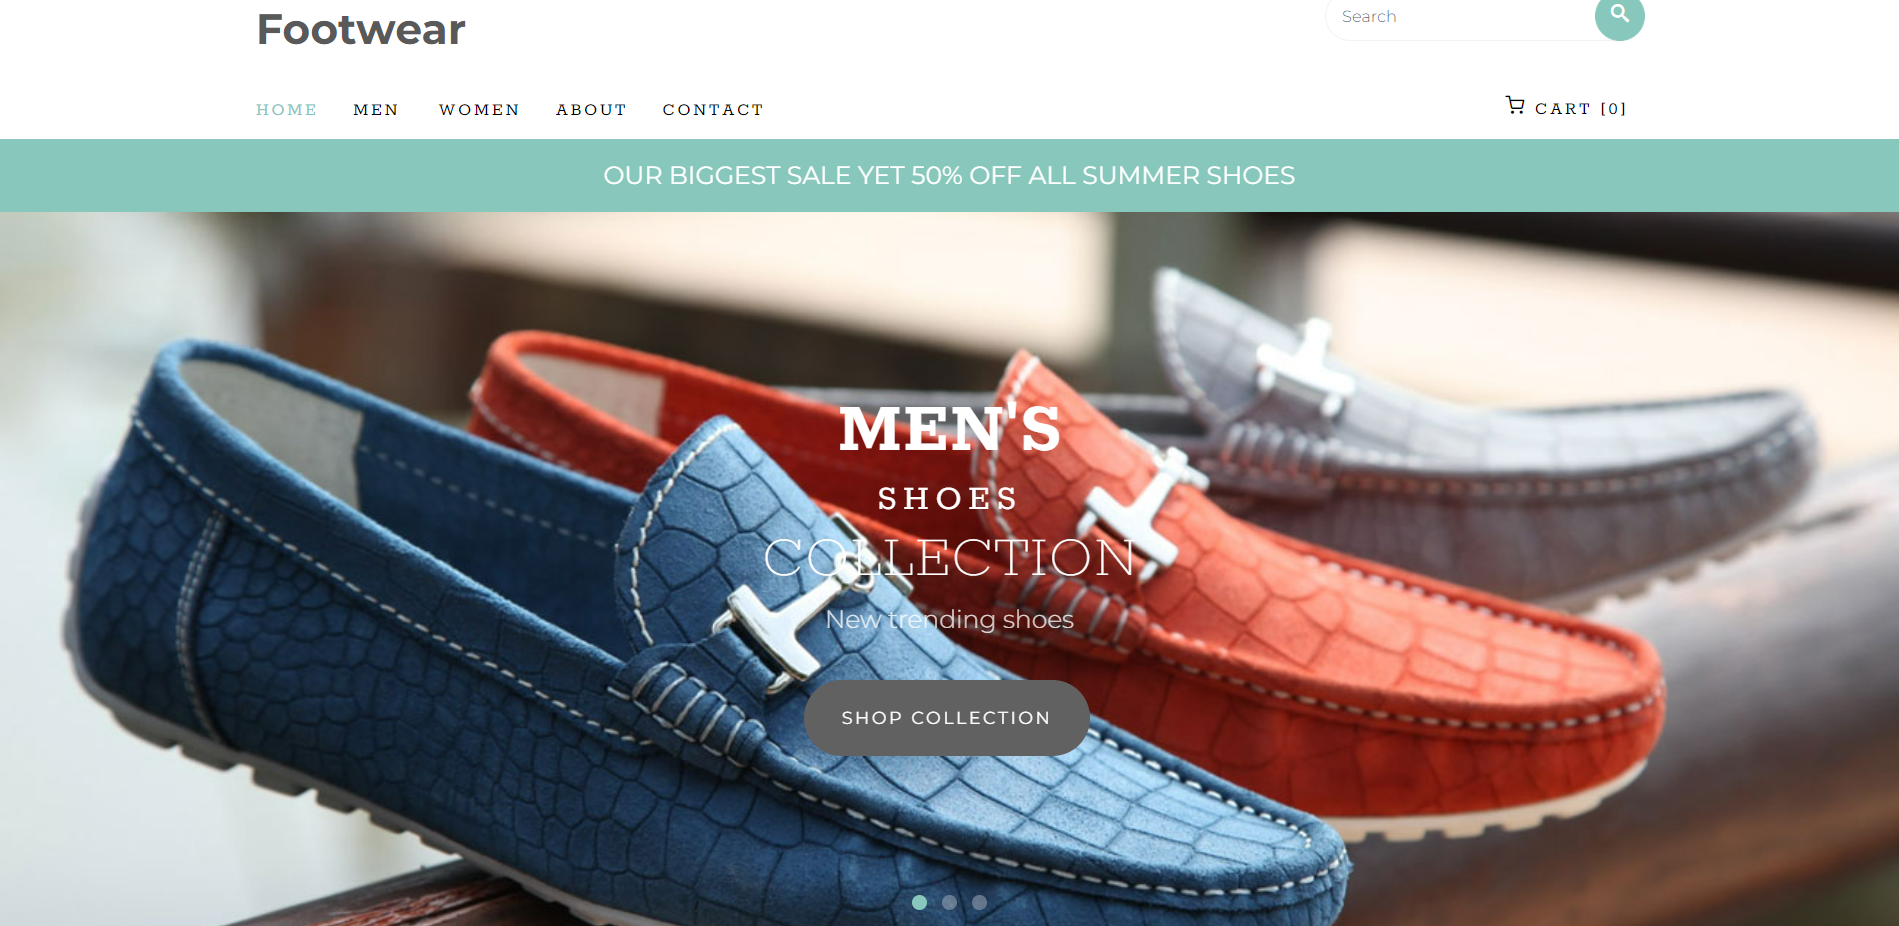 Footwear
Search
HOME MEN WOMEN ABOUT CONTACT
CART [0]
OUR BIGGEST SALE YET 50% OFF ALL SUMMER SHOES
MEN'S
SHOES
COLLECTION
New trending shoes
SHOP COLLECTION